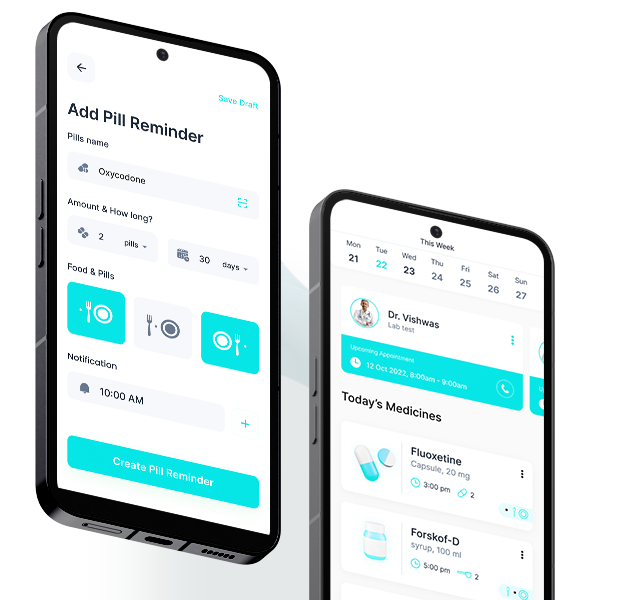 Save Draft
Add Pill Reminder
Pills name
Oxycodone
Amount & How long?
2 pills
30 days
Food & Pills
Notification
10:00 AM
+
Create Pill Reminder
This Week
Mon Tue Wed Thu Fri Sat Sun
21 22 23 24 25 26 27
Dr. Vishwas
Lab test
Upcoming Appointment
12 Oct 2022, 8:00am - 9:00am
Today's Medicines
Fluoxetine
Capsule, 20 mg
3:00 pm 2
Forskof-D
syrup, 100 ml
5:00 pm 2